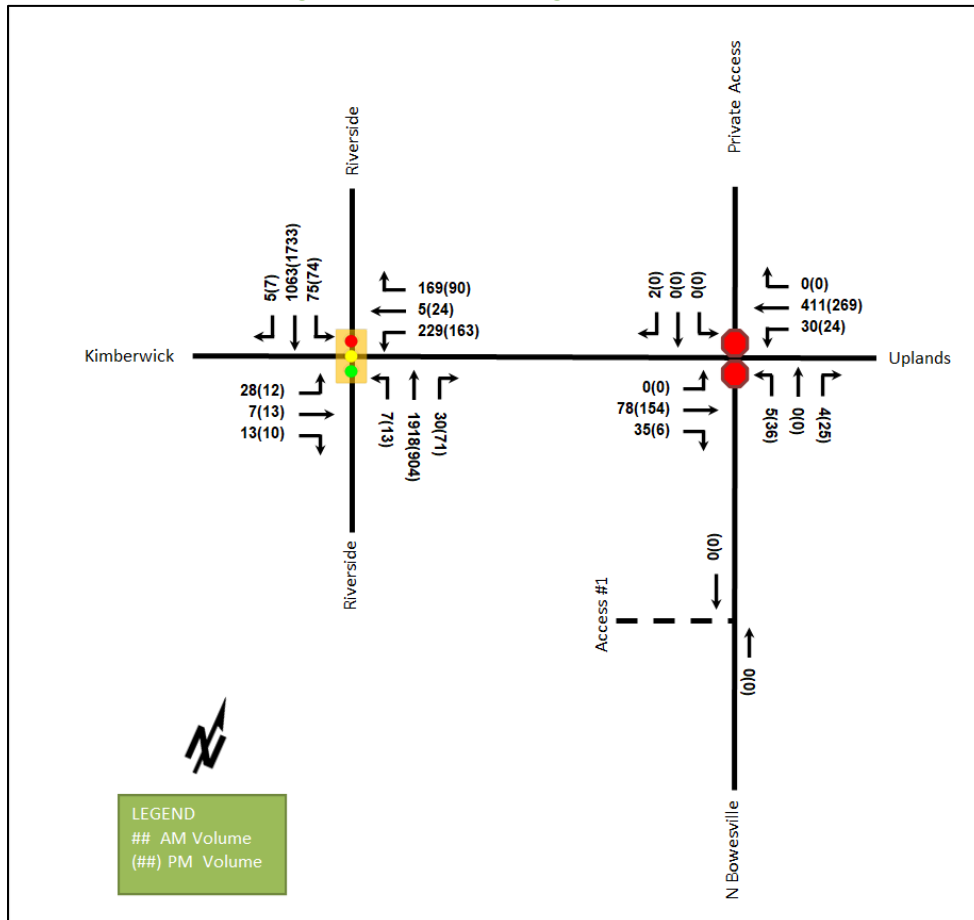 Private Access
Riverside
5(7)
1063(1733)
75(74)
169(90)
5(24)
229(163)
2(0)
0(0)
0(0)
0(0)
411(269)
30(24)
Kimberwick
Uplands
28(12)
7(13)
13(10)
7(13)
1918(904)
30(71)
0(0)
78(154)
35(6)
5(36)
0(0)
4(25)
Riverside
0(0)
Access #1
0(0)
N
LEGEND
## AM Volume
(##) PM Volume
N Bowesville